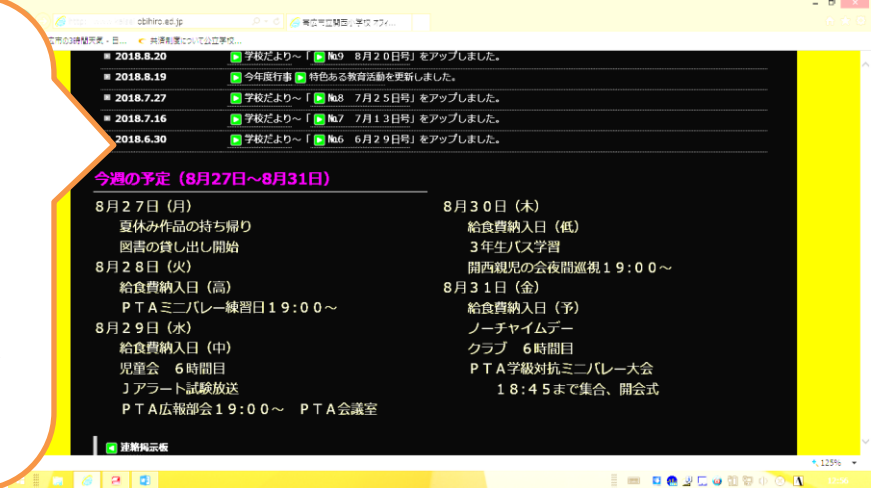 obihiro.ed.jp
帯広市立開西小学校
2018.8.20 学校だより～「 №9 8月20日号」をアップしました。
2018.8.19 今年度行事 特色ある教育活動を更新しました。
2018.7.27 学校だより～「 №8 7月25日号」をアップしました。
2018.7.16 学校だより～「 №7 7月13日号」をアップしました。
2018.6.30 学校だより～「 №6 6月29日号」をアップしました。
今週の予定（8月27日～8月31日）
8月27日（月）
夏休み作品の持ち帰り
図書の貸し出し開始
8月28日（火）
給食費納入日（高）
ＰＴＡミニバレー練習日19:00～
8月29日（水）
給食費納入日（中）
児童会 6時間目
Ｊアラート試験放送
ＰＴＡ広報部会19:00～ ＰＴＡ会議室
8月30日（木）
給食費納入日（低）
3年生バス学習
開西親児の会夜間巡視19:00～
8月31日（金）
給食費納入日（予）
ノーチャイムデー
クラブ 6時間目
ＰＴＡ学級対抗ミニバレー大会
18:45まで集合、開会式
連絡掲示板
125%